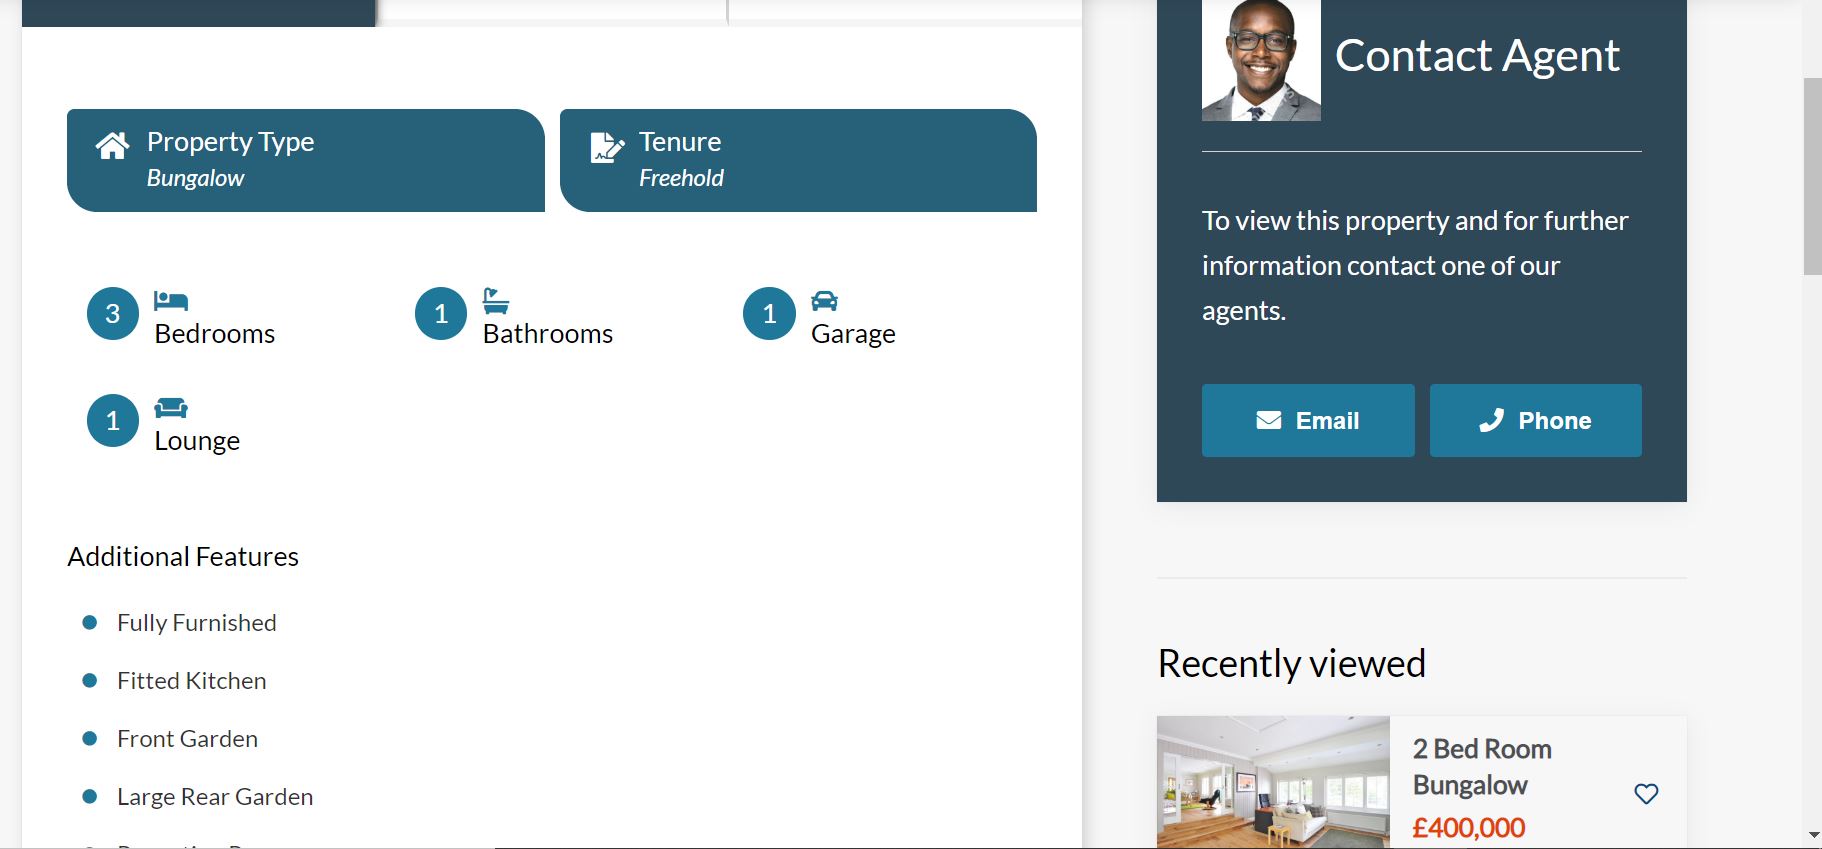 Property Type
Bungalow
Tenure
Freehold
3
Bedrooms
1
Bathrooms
1
Garage
1
Lounge
Additional Features
Fully Furnished
Fitted Kitchen
Front Garden
Large Rear Garden
Contact Agent
To view this property and for further
information contact one of our
agents.
Email
Phone
Recently viewed
2 Bed Room
Bungalow
£400,000